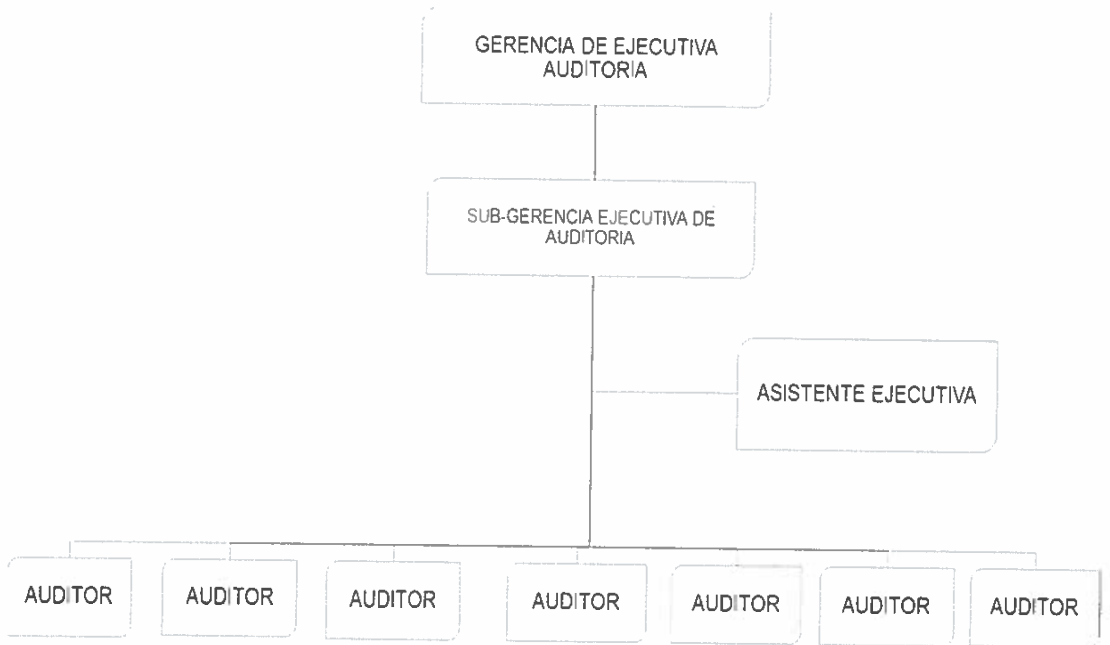 GERENCIA DE EJECUTIVA
AUDITORIA
SUB-GERENCIA EJECUTIVA DE
AUDITORIA
ASISTENTE EJECUTIVA
AUDITOR
AUDITOR
AUDITOR
AUDITOR
AUDITOR
AUDITOR
AUDITOR